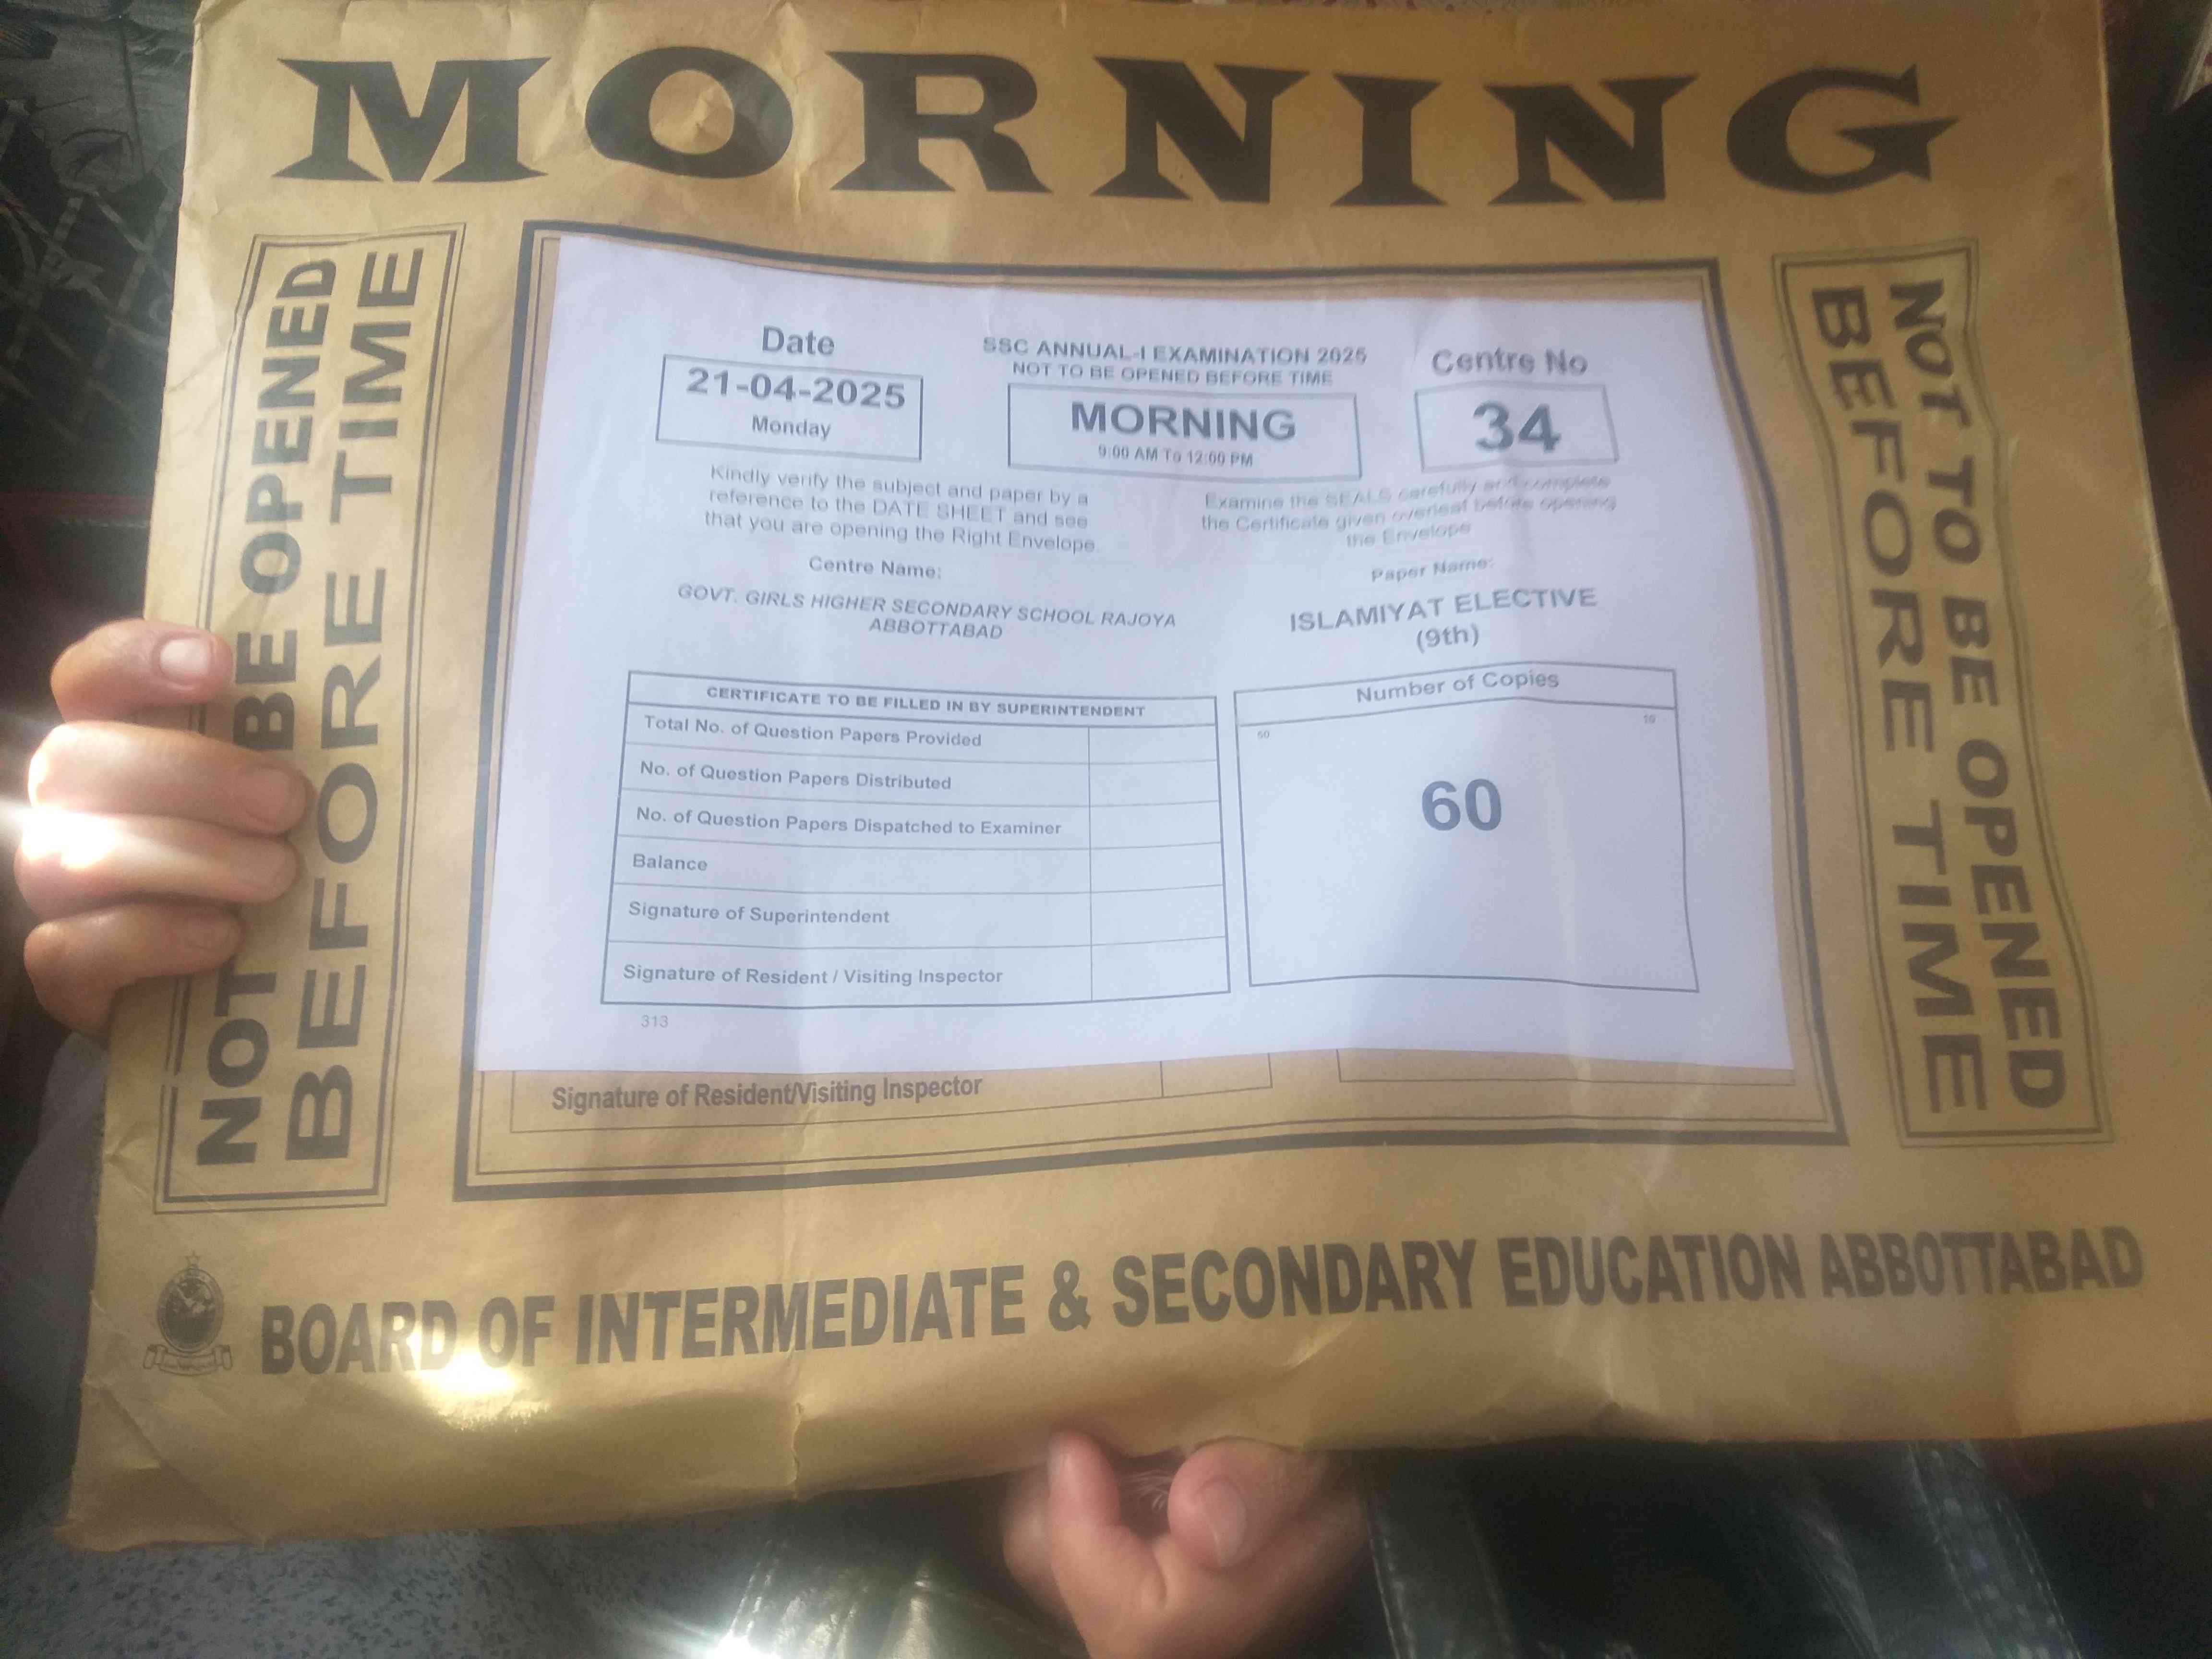 MORNING
NOT BE OPENED
BEFORE TIME
Date
21-04-2025
Monday
SSC ANNUAL-I EXAMINATION 2025
NOT TO BE OPENED BEFORE TIME
MORNING
9:00 AM To 12:00 PM
Centre No
34
Kindly verify the subject and paper by a
reference to the DATE SHEET and see
that you are opening the Right Envelope
Examine the SEALS carefully and complete
the Certificate given overleaf before opening
the Envelope
Centre Name:
GOVT. GIRLS HIGHER SECONDARY SCHOOL RAJOYA
ABBOTTABAD
Paper Name:
ISLAMIYAT ELECTIVE
(9th)
CERTIFICATE TO BE FILLED IN BY SUPERINTENDENT
Total No. of Question Papers Provided
No. of Question Papers Distributed
No. of Question Papers Dispatched to Examiner
Balance
Signature of Superintendent
Signature of Resident / Visiting Inspector
313
Number of Copies
60
10
60
Signature of Resident/Visiting Inspector
NOT TO BE OPENED
BEFORE TIME
BOARD OF INTERMEDIATE & SECONDARY EDUCATION ABBOTTABAD